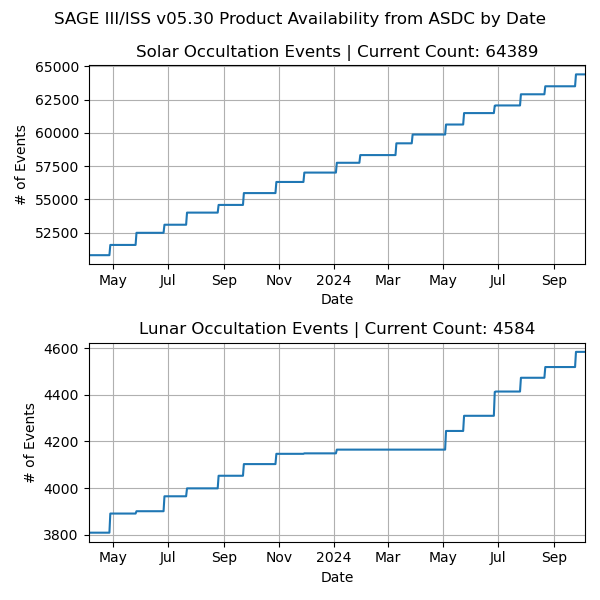 SAGE III/ISS v05.30 Product Availability from ASDC by Date
Solar Occultation Events | Current Count: 64389
65000
62500
60000
57500
55000
52500
# of Events
May Jul Sep Nov 2024 Mar May Jul Sep
Date
Lunar Occultation Events | Current Count: 4584
4600
4400
4200
4000
3800
# of Events
May Jul Sep Nov 2024 Mar May Jul Sep
Date